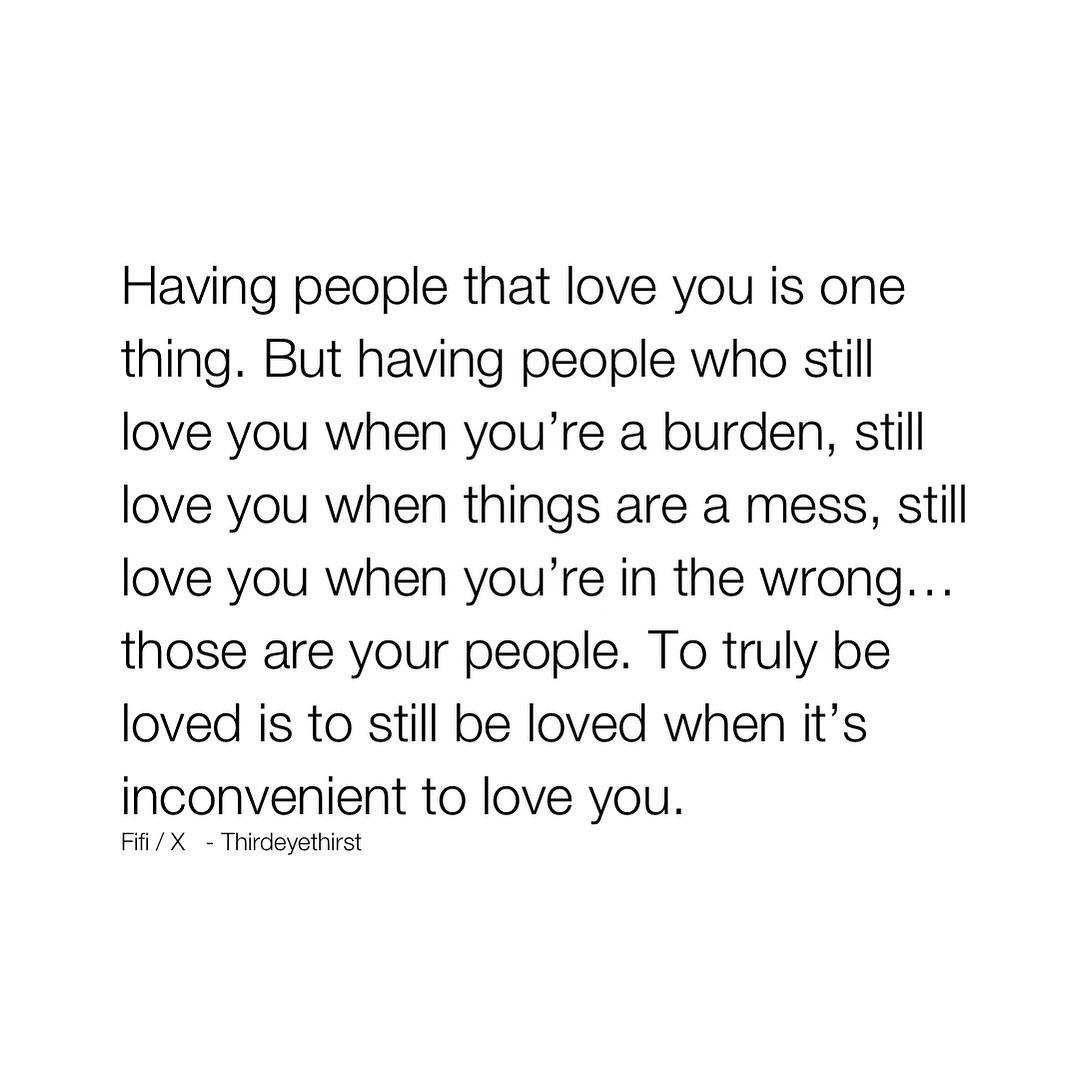 Having people that love you is one
thing. But having people who still
love you when you’re a burden, still
love you when things are a mess, still
love you when you’re in the wrong…
those are your people. To truly be
loved is to still be loved when it’s
inconvenient to love you.
Fifi / X - Thirdeyethirst